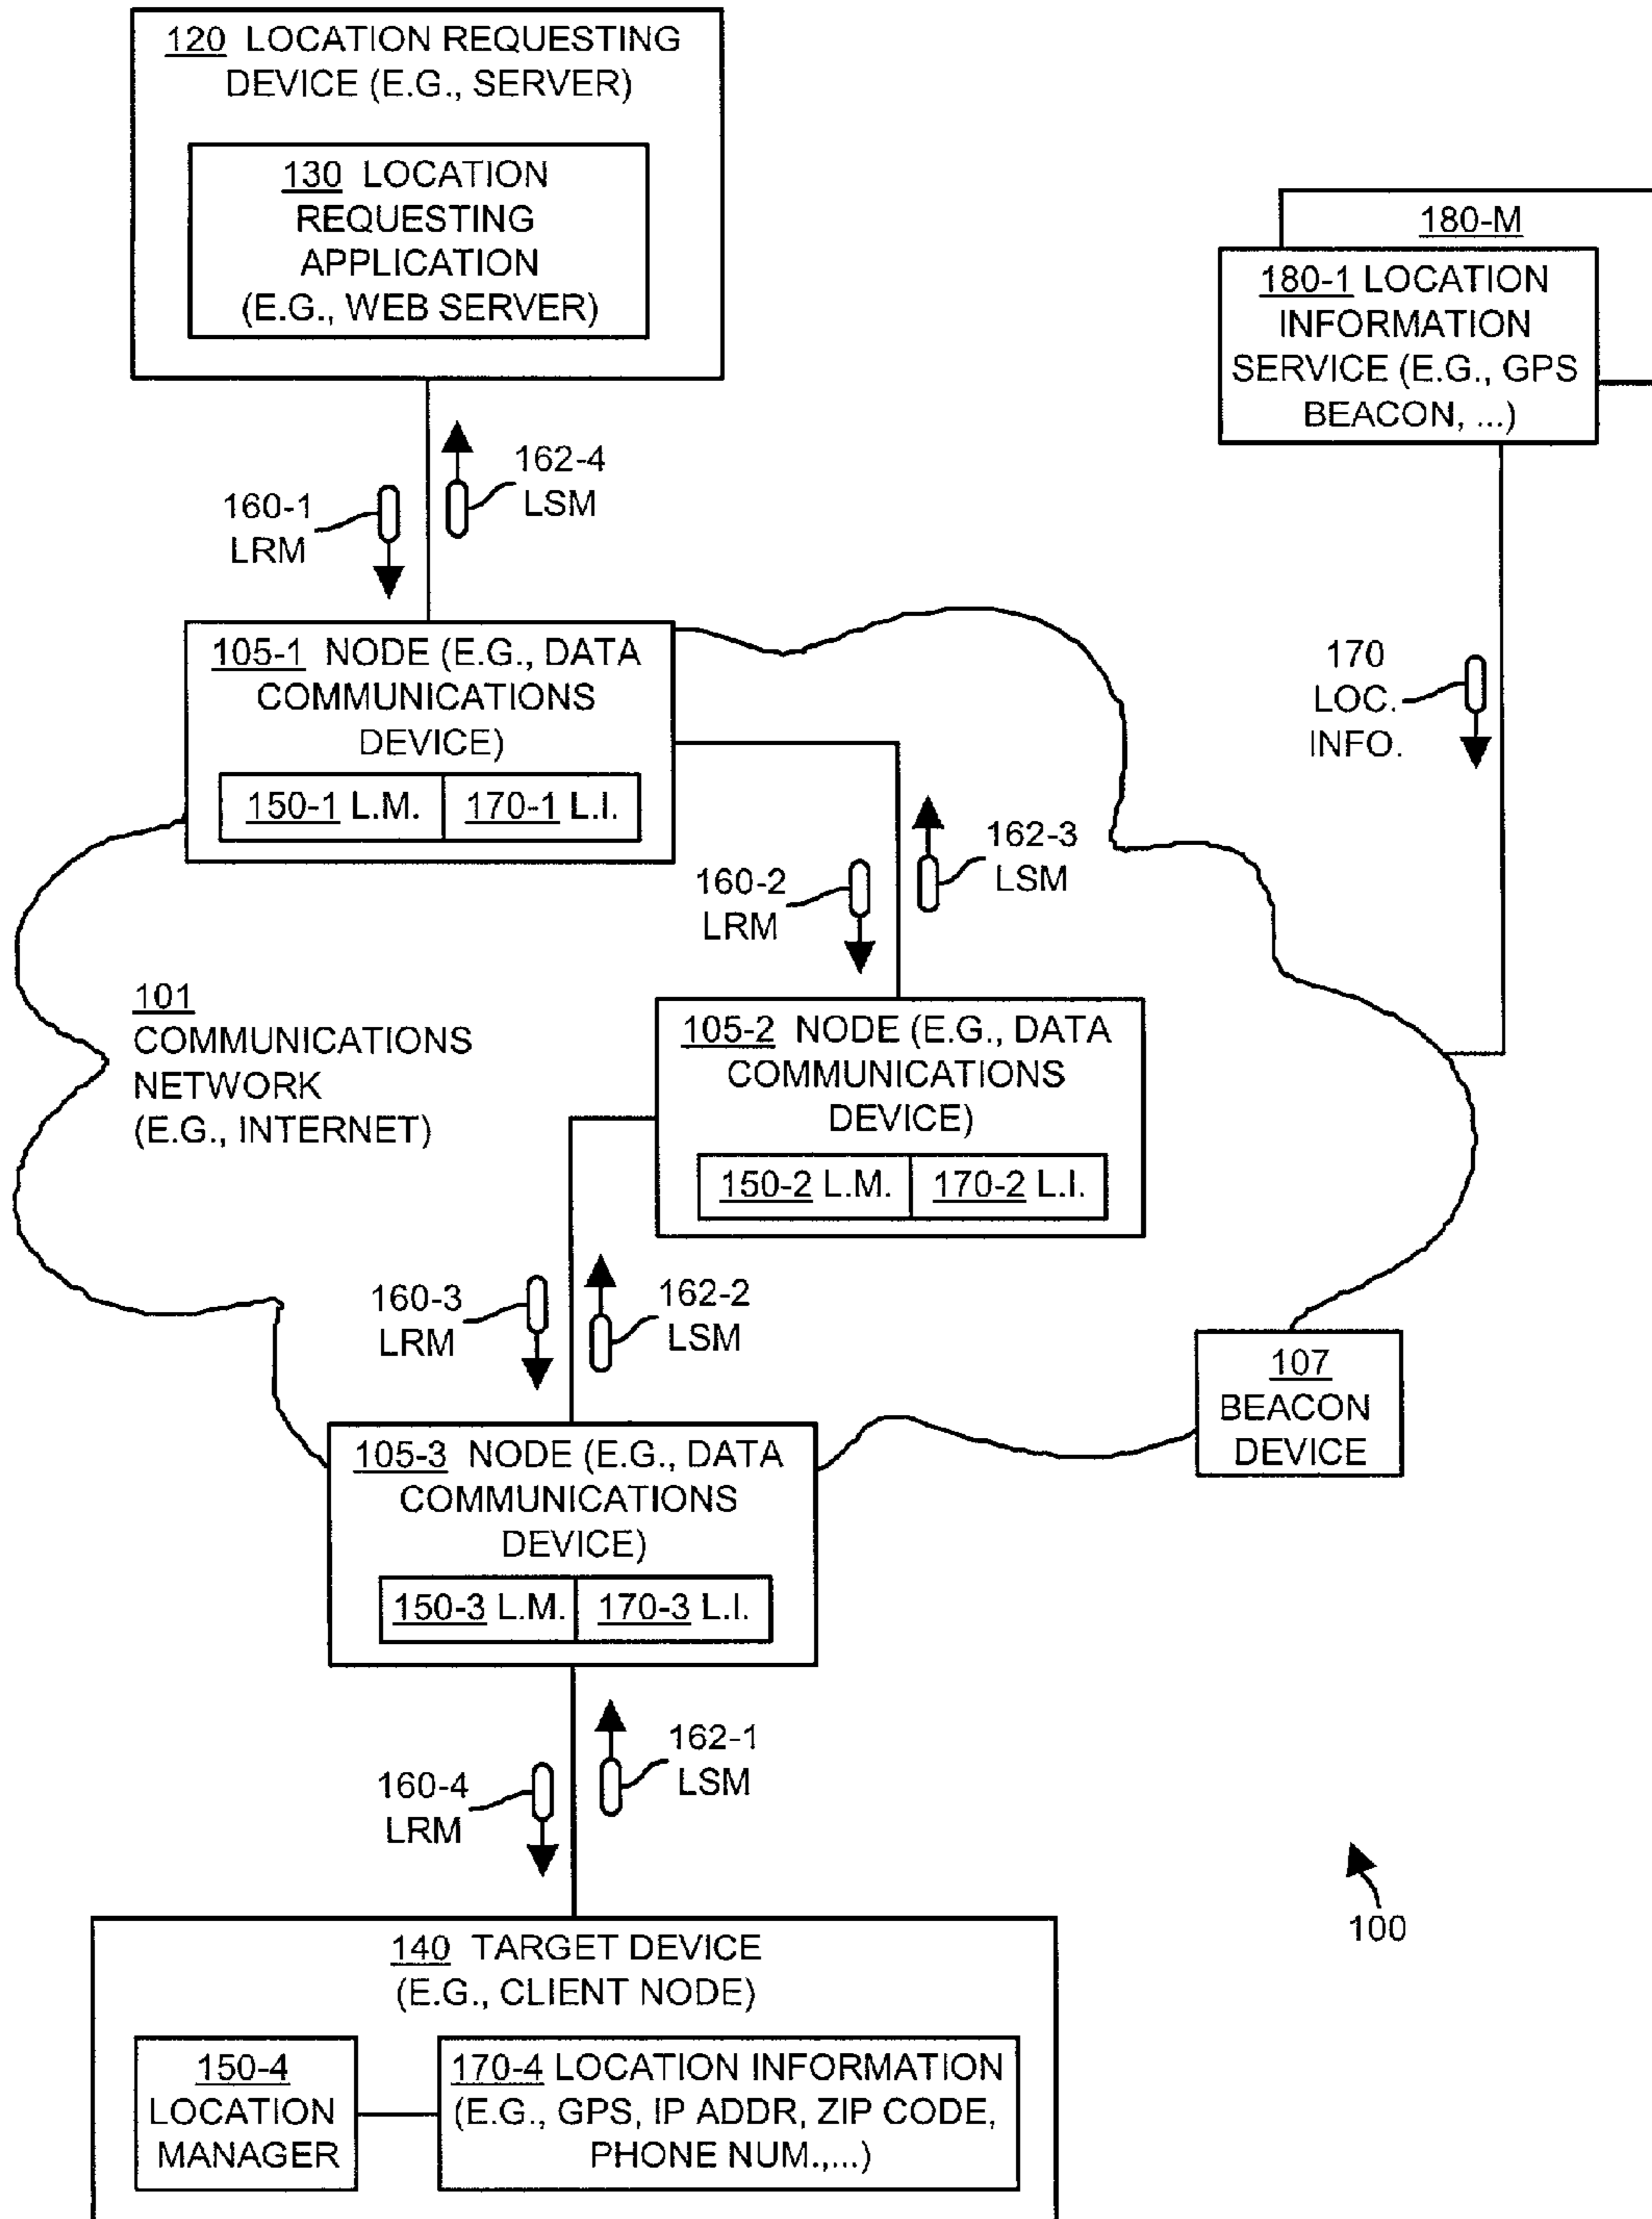 120 LOCATION REQUESTING
DEVICE (E.G., SERVER)
130 LOCATION
REQUESTING
APPLICATION
(E.G., WEB SERVER)
180-M
180-1 LOCATION
INFORMATION
SERVICE (E.G., GPS
BEACON, ...)
162-4
LSM
160-1
LRM
105-1 NODE (E.G., DATA
COMMUNICATIONS
DEVICE)
150-1 L.M.
170-1 L.I.
170
LOC.
INFO.
162-3
LSM
160-2
LRM
101
COMMUNICATIONS
NETWORK
(E.G., INTERNET)
105-2 NODE (E.G., DATA
COMMUNICATIONS
DEVICE)
150-2 L.M.
170-2 L.I.
160-3
LRM
162-2
LSM
107
BEACON
DEVICE
105-3 NODE (E.G., DATA
COMMUNICATIONS
DEVICE)
150-3 L.M.
170-3 L.I.
162-1
LSM
160-4
LRM
100
140 TARGET DEVICE
(E.G., CLIENT NODE)
150-4
LOCATION
MANAGER
170-4 LOCATION INFORMATION
(E.G., GPS, IP ADDR, ZIP CODE,
PHONE NUM.,...)